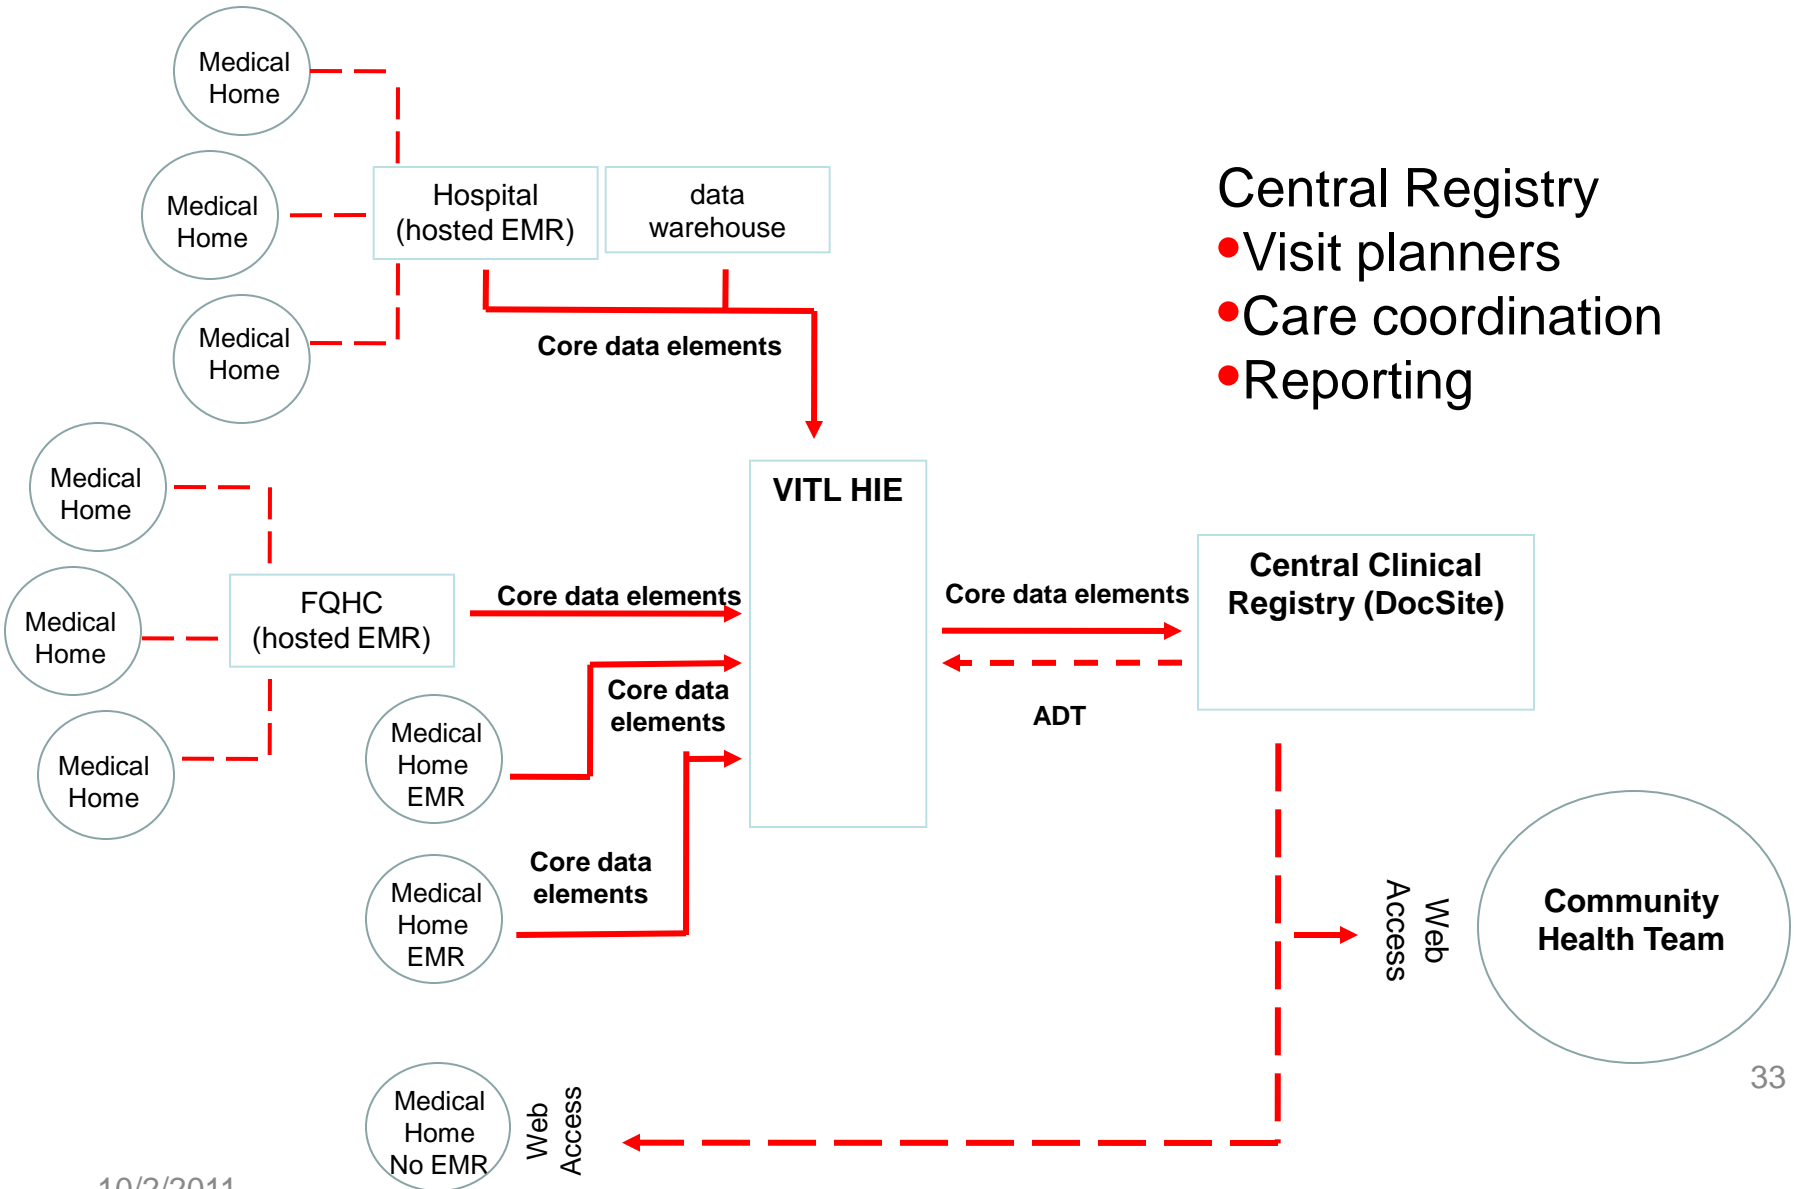 Medical
Home
Medical
Home
Medical
Home
Hospital
(hosted EMR)
data
warehouse
Core data elements
Central Registry
•Visit planners
•Care coordination
•Reporting
Medical
Home
Medical
Home
Medical
Home
FQHC
(hosted EMR)
Core data elements
VITL HIE
Core data elements
ADT
Central Clinical
Registry (DocSite)
Medical
Home
EMR
Core data
elements
Medical
Home
EMR
Core data
elements
Web
Access
Community
Health Team
Medical
Home
No EMR
Web
Access
33
10/2/2011